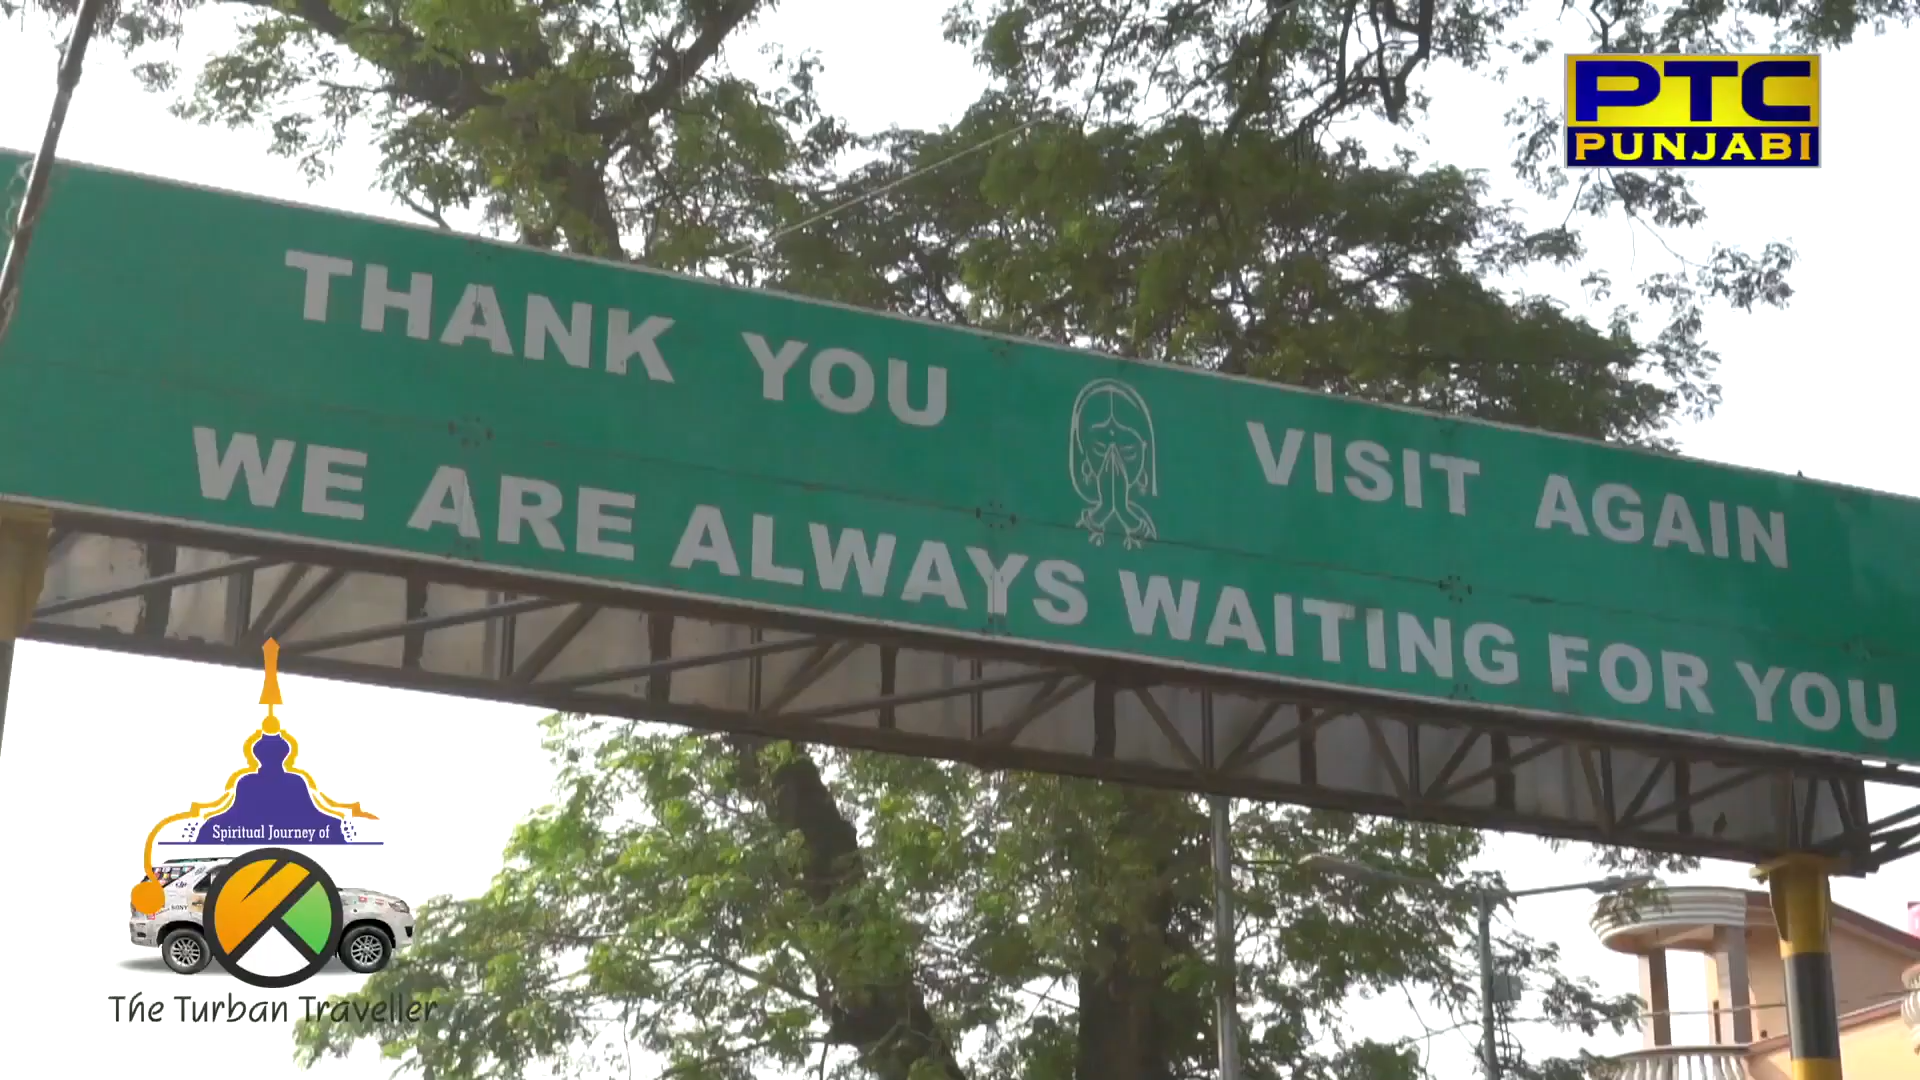 PTC
PUNJABI
THANK YOU VISIT AGAIN
WE ARE ALWAYS WAITING FOR YOU
Spiritual Journey of
The Turban Traveller